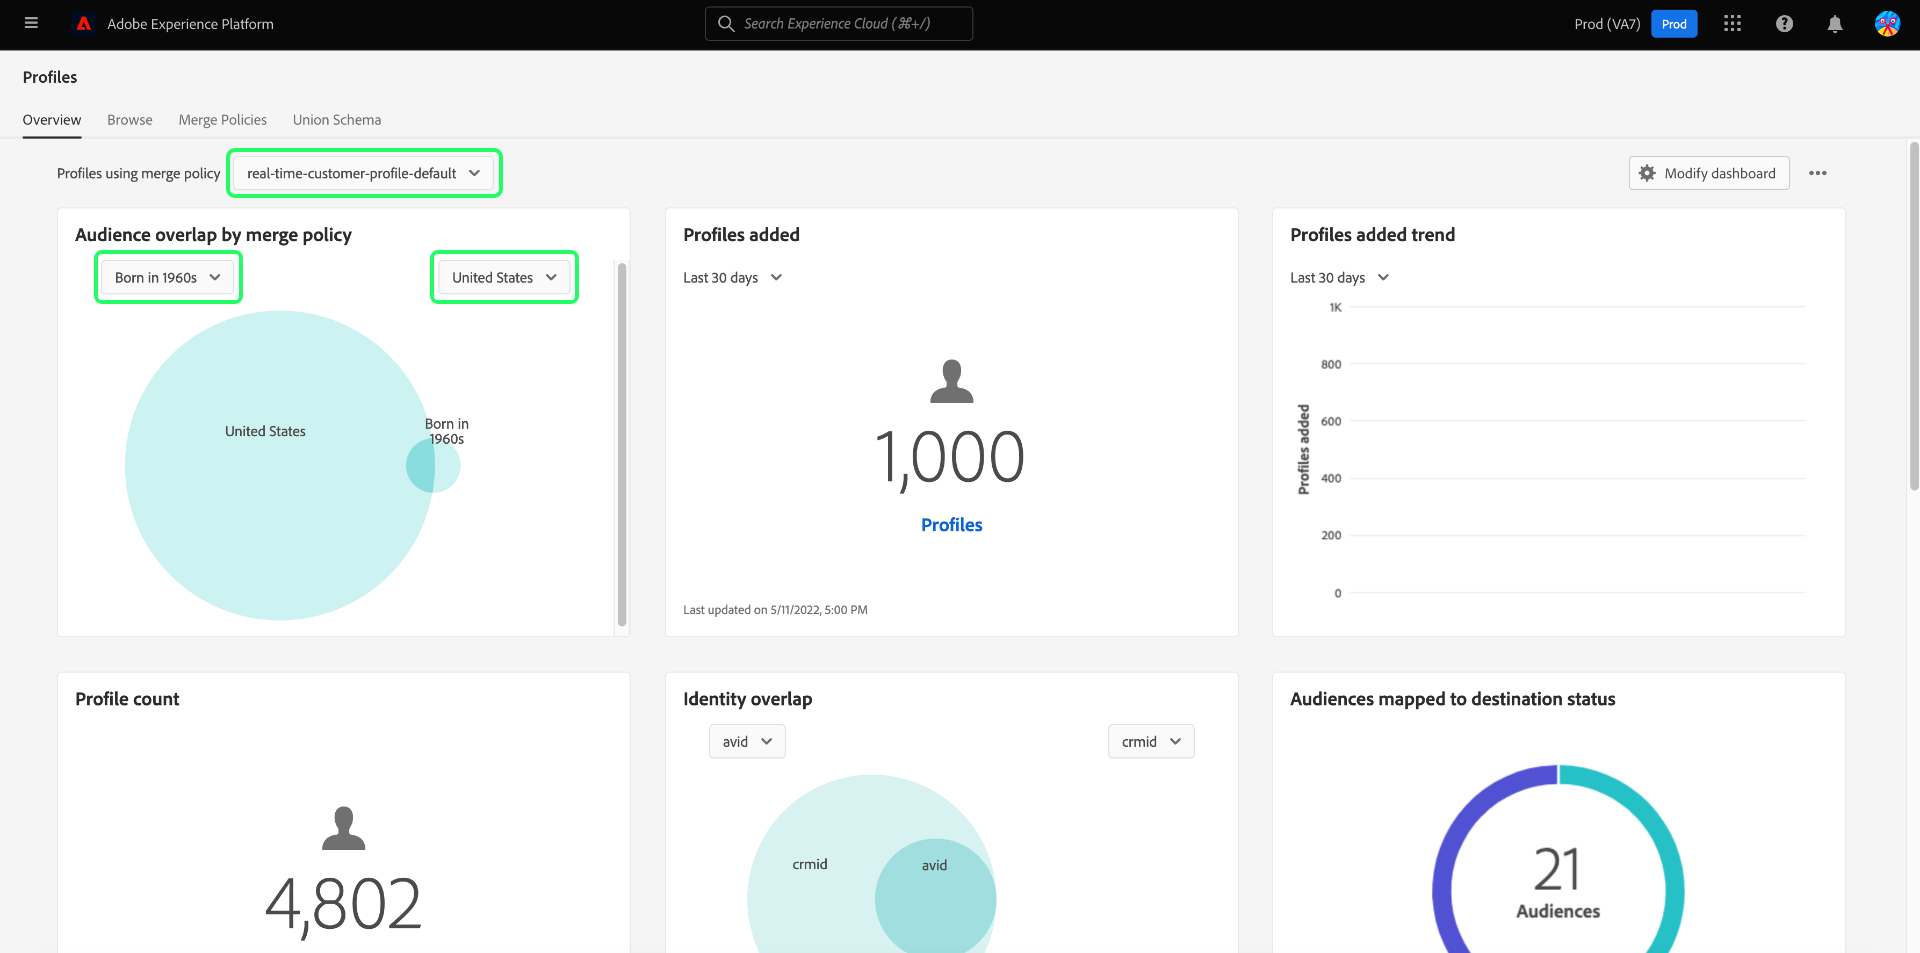 Adobe Experience Platform
Search Experience Cloud (⌘+/)
Prod (VA7)
Prod
Profiles
Overview
Browse
Merge Policies
Union Schema
Profiles using merge policy
real-time-customer-profile-default
Modify dashboard
Audience overlap by merge policy
Born in 1960s
United States
United States
Born in
1960s
Profiles added
Last 30 days
1,000
Profiles
Last updated on 5/11/2022, 5:00 PM
Profiles added trend
Last 30 days
Profiles added
1K
800
600
400
200
0
Profile count
4,802
Identity overlap
avid
crmid
crmid
avid
Audiences mapped to destination status
21
Audiences